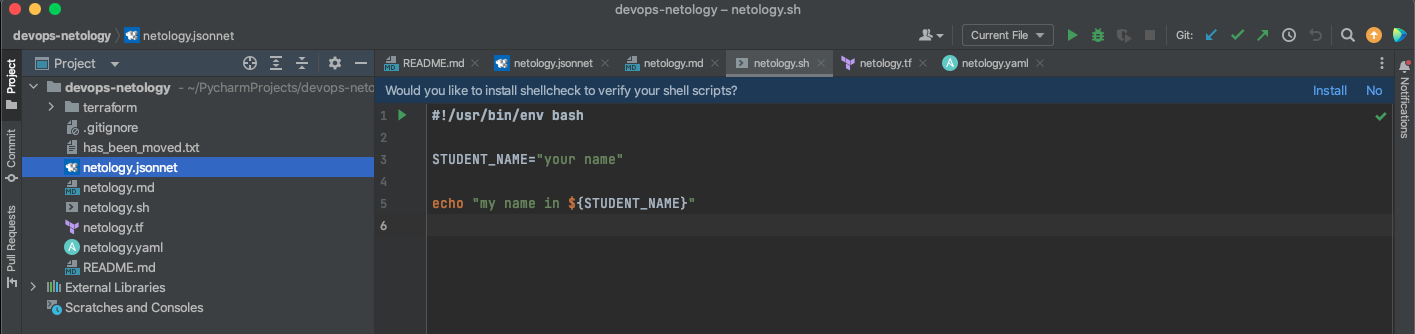 devops-netology – netology.sh
devops-netology netology.jsonnet Current File Git:
Project
README.md netology.jsonnet netology.md netology.sh netology.tf netology.yaml
Would you like to install shellcheck to verify your shell scripts? Install No
Project
Commit
Pull Requests
devops-netology - ~/PycharmProjects/devops-neto
terraform
.gitignore
has_been_moved.txt
netology.jsonnet
netology.md
netology.sh
netology.tf
netology.yaml
README.md
External Libraries
Scratches and Consoles
1 #!/usr/bin/env bash
2
3 STUDENT_NAME="your name"
4
5 echo "my name in ${STUDENT_NAME}"
6
Notifications